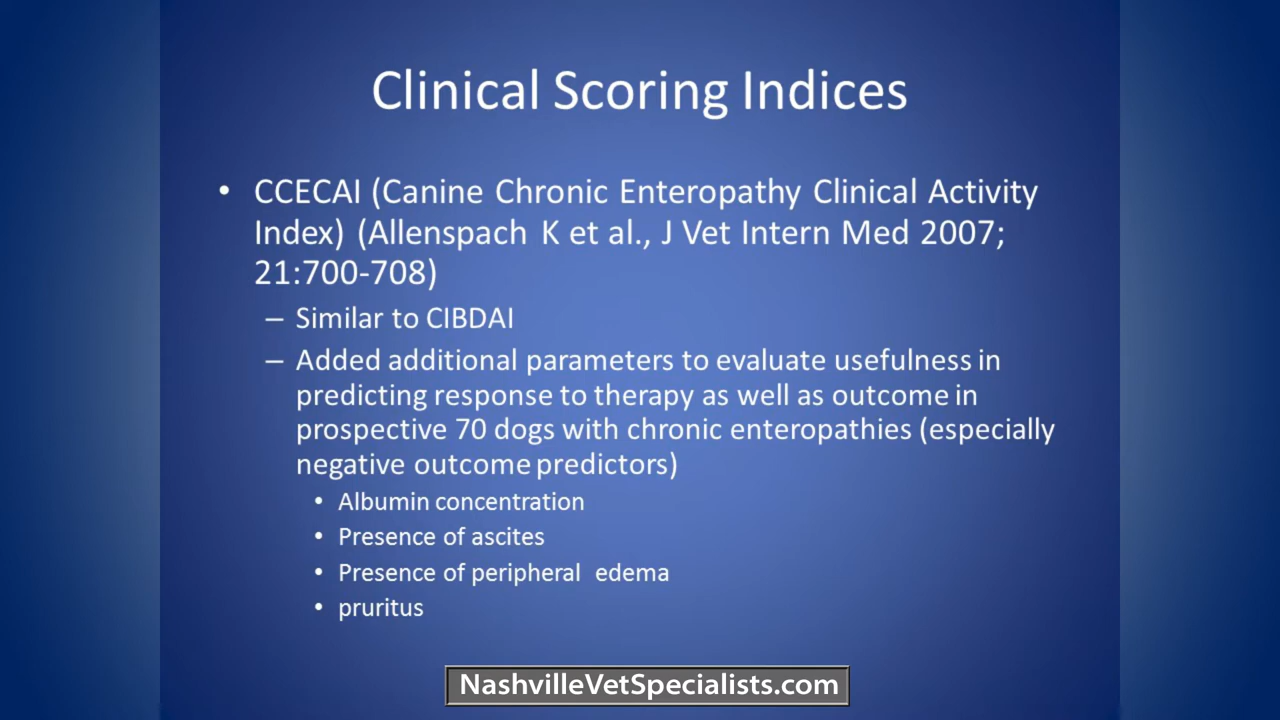 Clinical Scoring Indices
• CCECAI (Canine Chronic Enteropathy Clinical Activity
Index) (Allenspach K et al., J Vet Intern Med 2007;
21:700-708)
– Similar to CIBDAI
– Added additional parameters to evaluate usefulness in
predicting response to therapy as well as outcome in
prospective 70 dogs with chronic enteropathies (especially
negative outcome predictors)
• Albumin concentration
• Presence of ascites
• Presence of peripheral edema
• pruritus
NashvilleVetSpecialists.com